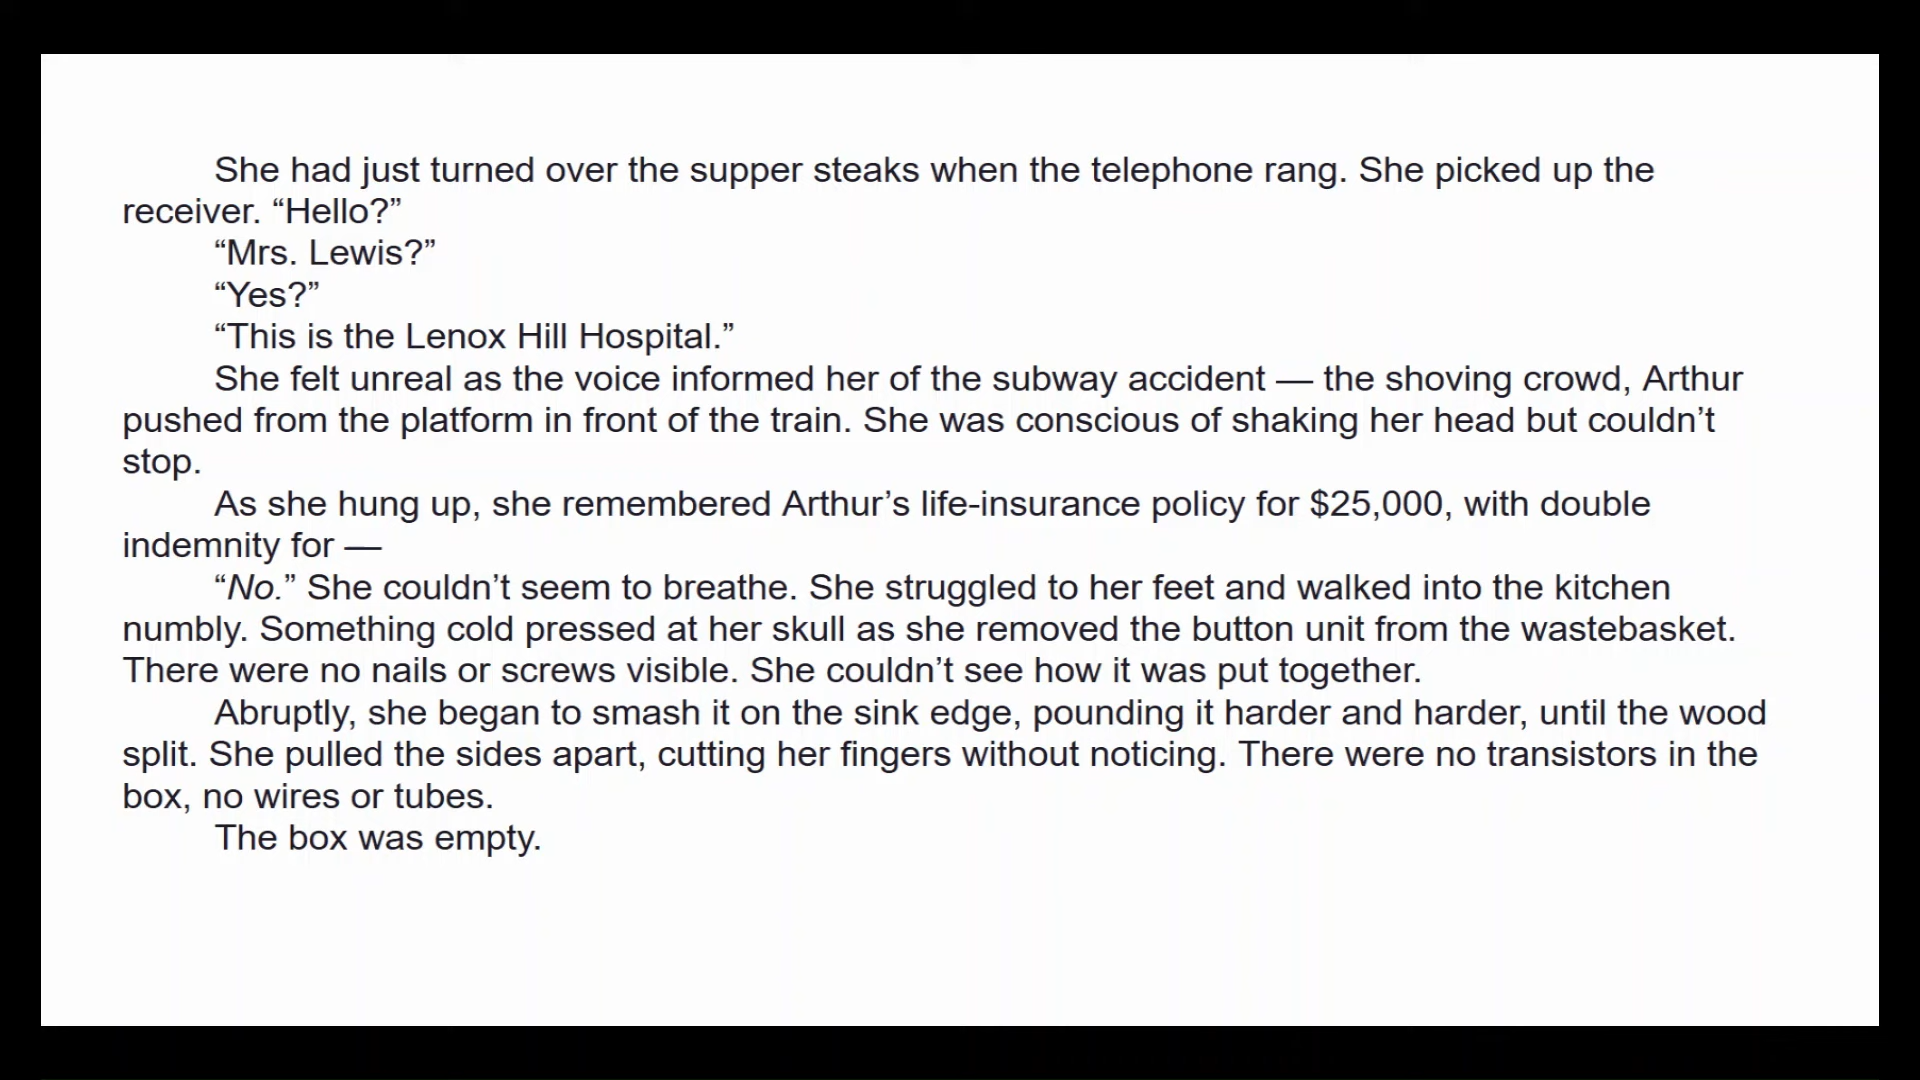 She had just turned over the supper steaks when the telephone rang. She picked up the
receiver. “Hello?”
“Mrs. Lewis?”
“Yes?”
“This is the Lenox Hill Hospital.”
She felt unreal as the voice informed her of the subway accident — the shoving crowd, Arthur
pushed from the platform in front of the train. She was conscious of shaking her head but couldn’t
stop.
As she hung up, she remembered Arthur’s life-insurance policy for $25,000, with double
indemnity for —
“No.” She couldn’t seem to breathe. She struggled to her feet and walked into the kitchen
numbly. Something cold pressed at her skull as she removed the button unit from the wastebasket.
There were no nails or screws visible. She couldn’t see how it was put together.
Abruptly, she began to smash it on the sink edge, pounding it harder and harder, until the wood
split. She pulled the sides apart, cutting her fingers without noticing. There were no transistors in the
box, no wires or tubes.
The box was empty.